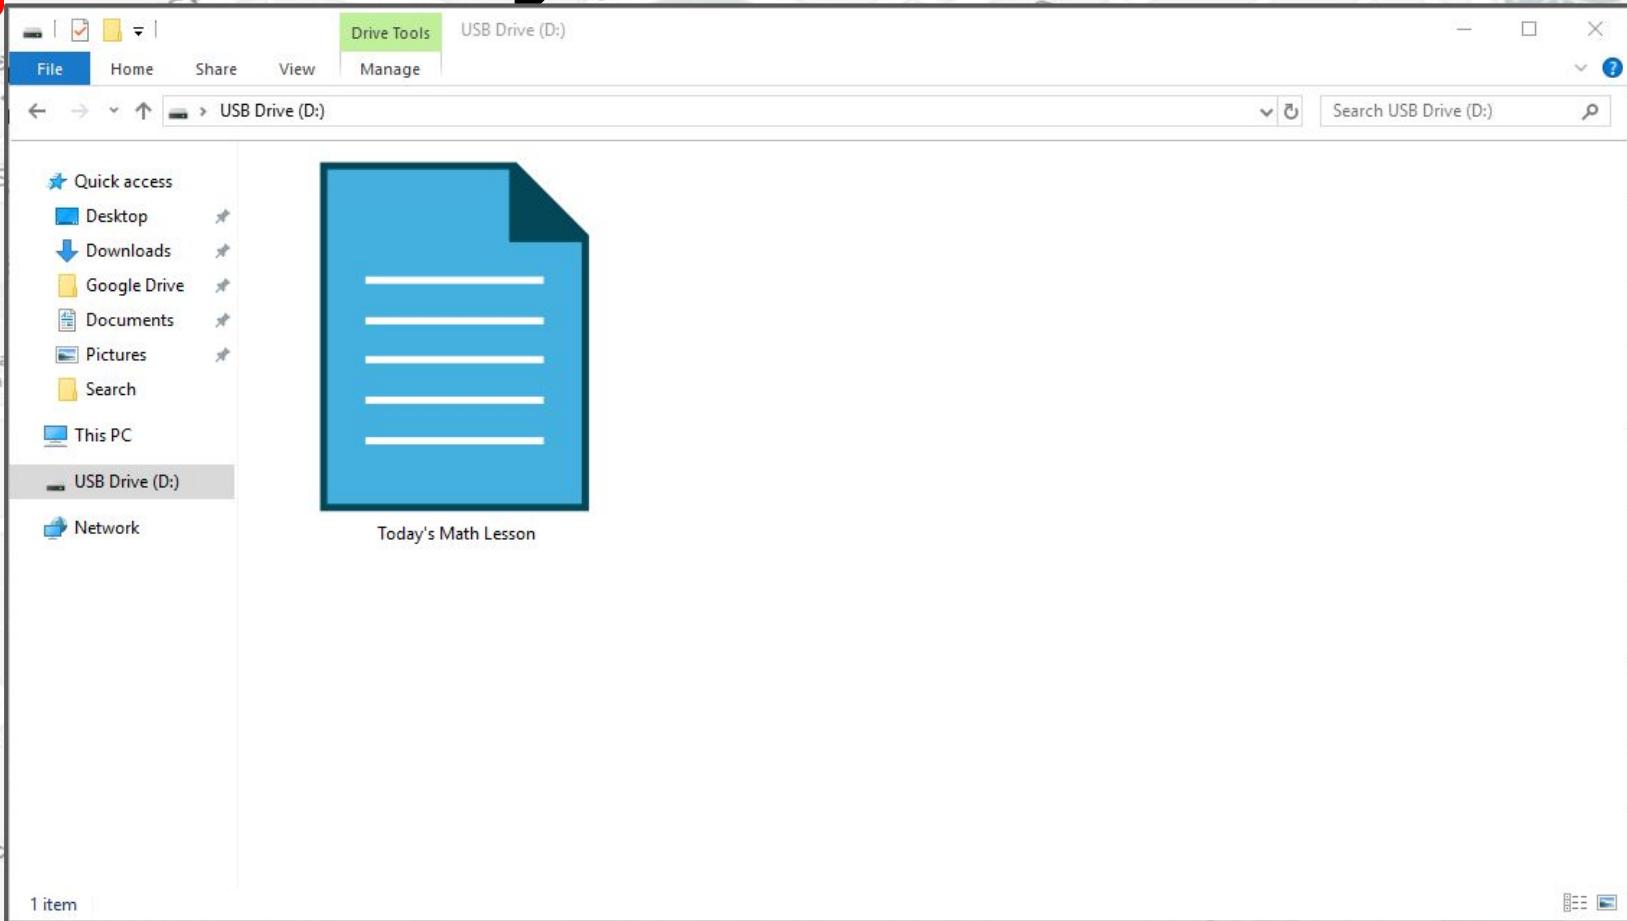 Drive Tools USB Drive (D:)
File Home Share View Manage
USB Drive (D:) Search USB Drive (D:)
Quick access
Desktop
Downloads
Google Drive
Documents
Pictures
Search
This PC
USB Drive (D:)
Network
Today's Math Lesson
1 item